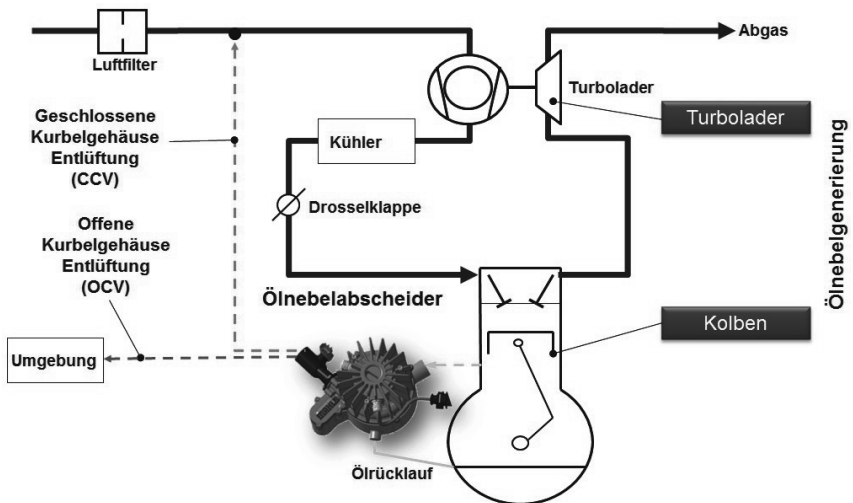 Luftfilter
Abgas
Turbolader
Turbolader
Geschlossene
Kurbelgehäuse
Entlüftung
(CCV)
Kühler
Drosselklappe
Offene
Kurbelgehäuse
Entlüftung
(OCV)
Ölnebelabscheider
Ölnebelgenerierung
Kolben
Umgebung
Ölrücklauf